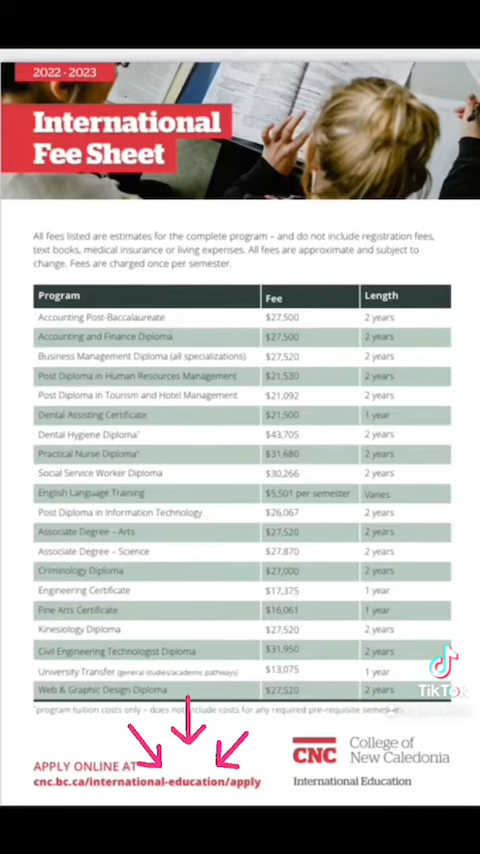 2022 - 2023
International
Fee Sheet
All fees listed are estimates for the complete program – and do not include registration fees,
text books, medical insurance or living expenses. All fees are approximate and subject to
change. Fees are charged once per semester.
Program Fee Length
Accounting Post-Baccalaureate $27,500 2 years
Accounting and Finance Diploma $27,500 2 years
Business Management Diploma (all specializations) $27,520 2 years
Post Diploma in Human Resources Management $21,530 2 years
Post Diploma in Tourism and Hotel Management $21,092 2 years
Dental Assisting Certificate $21,500 1 year
Dental Hygiene Diploma* $43,705 2 years
Practical Nurse Diploma* $31,680 2 years
Social Service Worker Diploma $30,266 2 years
English Language Training $5,501 per semester Varies
Post Diploma in Information Technology $26,067 2 years
Associate Degree – Arts $27,520 2 years
Associate Degree – Science $27,870 2 years
Criminology Diploma $27,000 2 years
Engineering Certificate $17,375 1 year
Fine Arts Certificate $16,061 1 year
Kinesiology Diploma $27,520 2 years
Civil Engineering Technologist Diploma $31,950 2 years
University Transfer (general studies/academic pathways) $13,075 1 year
Web & Graphic Design Diploma $27,520 2 years
TikTok
*program tuition costs only – does not include costs for any required pre-requisite
APPLY ONLINE AT
cnc.bc.ca/international-education/apply
CNC College of
New Caledonia
International Education